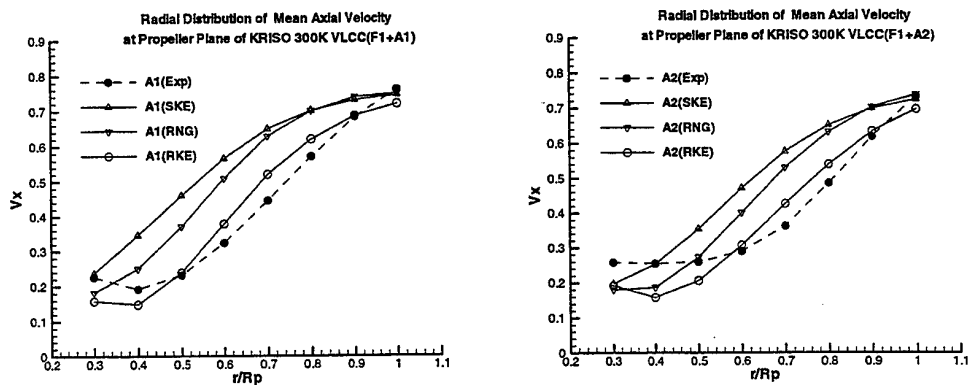 Radial Distribution of Mean Axial Velocity
at Propeller Plane of KRISO 300K VLCC(F1+A1)
0.9
0.8
0.7
0.6
0.5
0.4
0.3
0.2
0.1
0
Vx
A1(Exp)
A1(SKE)
A1(RNG)
A1(RKE)
0.2 0.3 0.4 0.5 0.6 0.7 0.8 0.9 1 1.1
r/Rp
Radial Distribution of Mean Axial Velocity
at Propeller Plane of KRISO 300K VLCC(F1+A2)
0.9
0.8
0.7
0.6
0.5
0.4
0.3
0.2
0.1
0
Vx
A2(Exp)
A2(SKE)
A2(RNG)
A2(RKE)
0.2 0.3 0.4 0.5 0.6 0.7 0.8 0.9 1 1.1
r/Rp